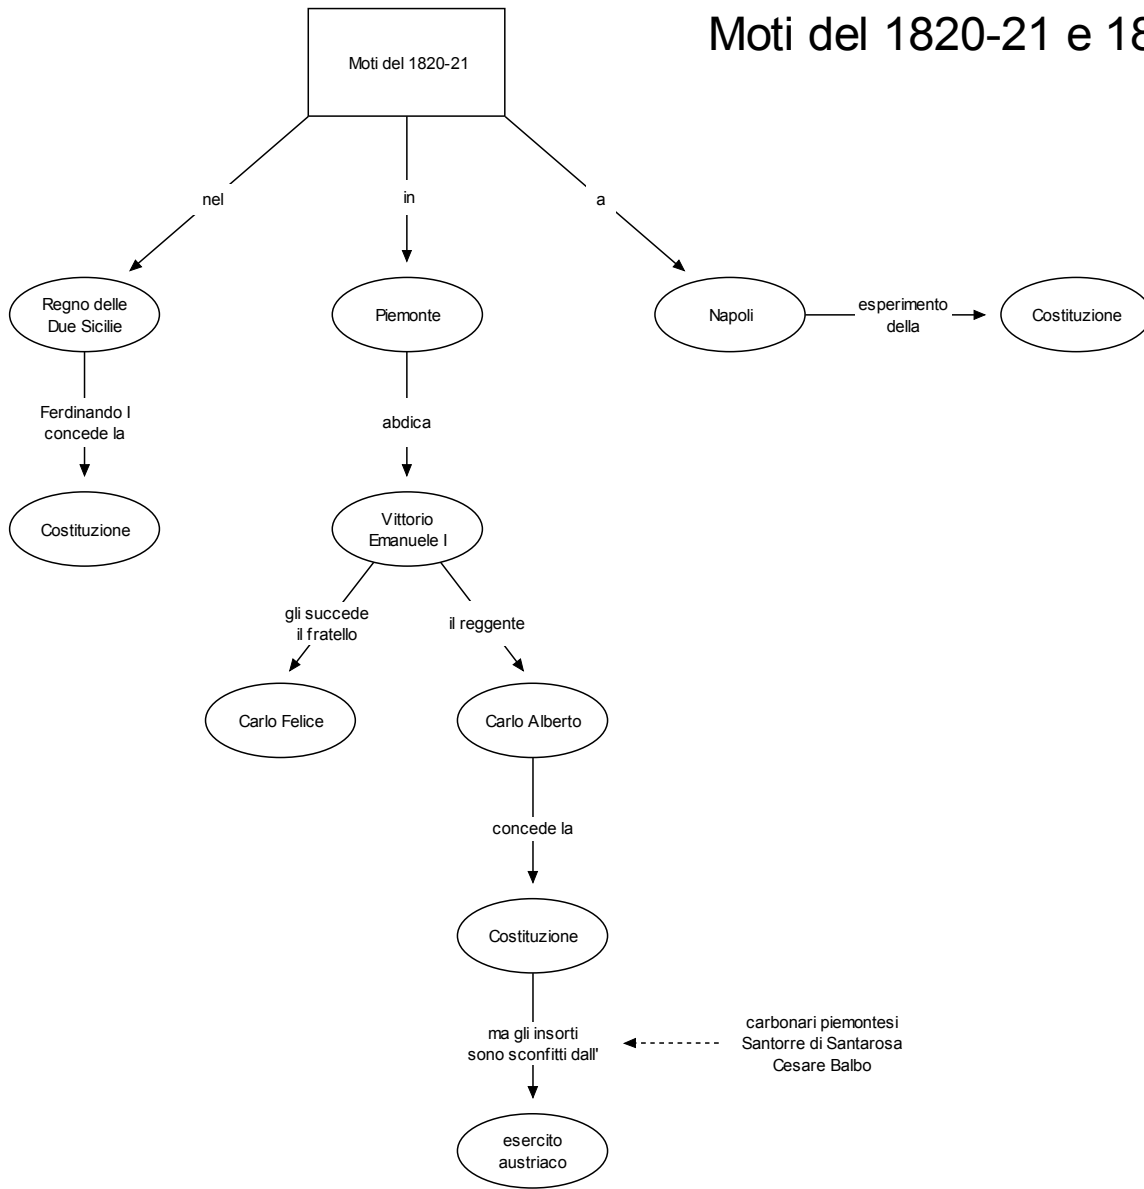 Moti del 1820-21 e 18
Moti del 1820-21
nel
in
a
Regno delle
Due Sicilie
Piemonte
Napoli
esperimento
della
Costituzione
Ferdinando I
concede la
abdica
Costituzione
Vittorio
Emanuele I
gli succede
il fratello
il reggente
Carlo Felice
Carlo Alberto
concede la
Costituzione
ma gli insorti
sono sconfitti dall'
carbonari piemontesi
Santorre di Santarosa
Cesare Balbo
esercito
austriaco